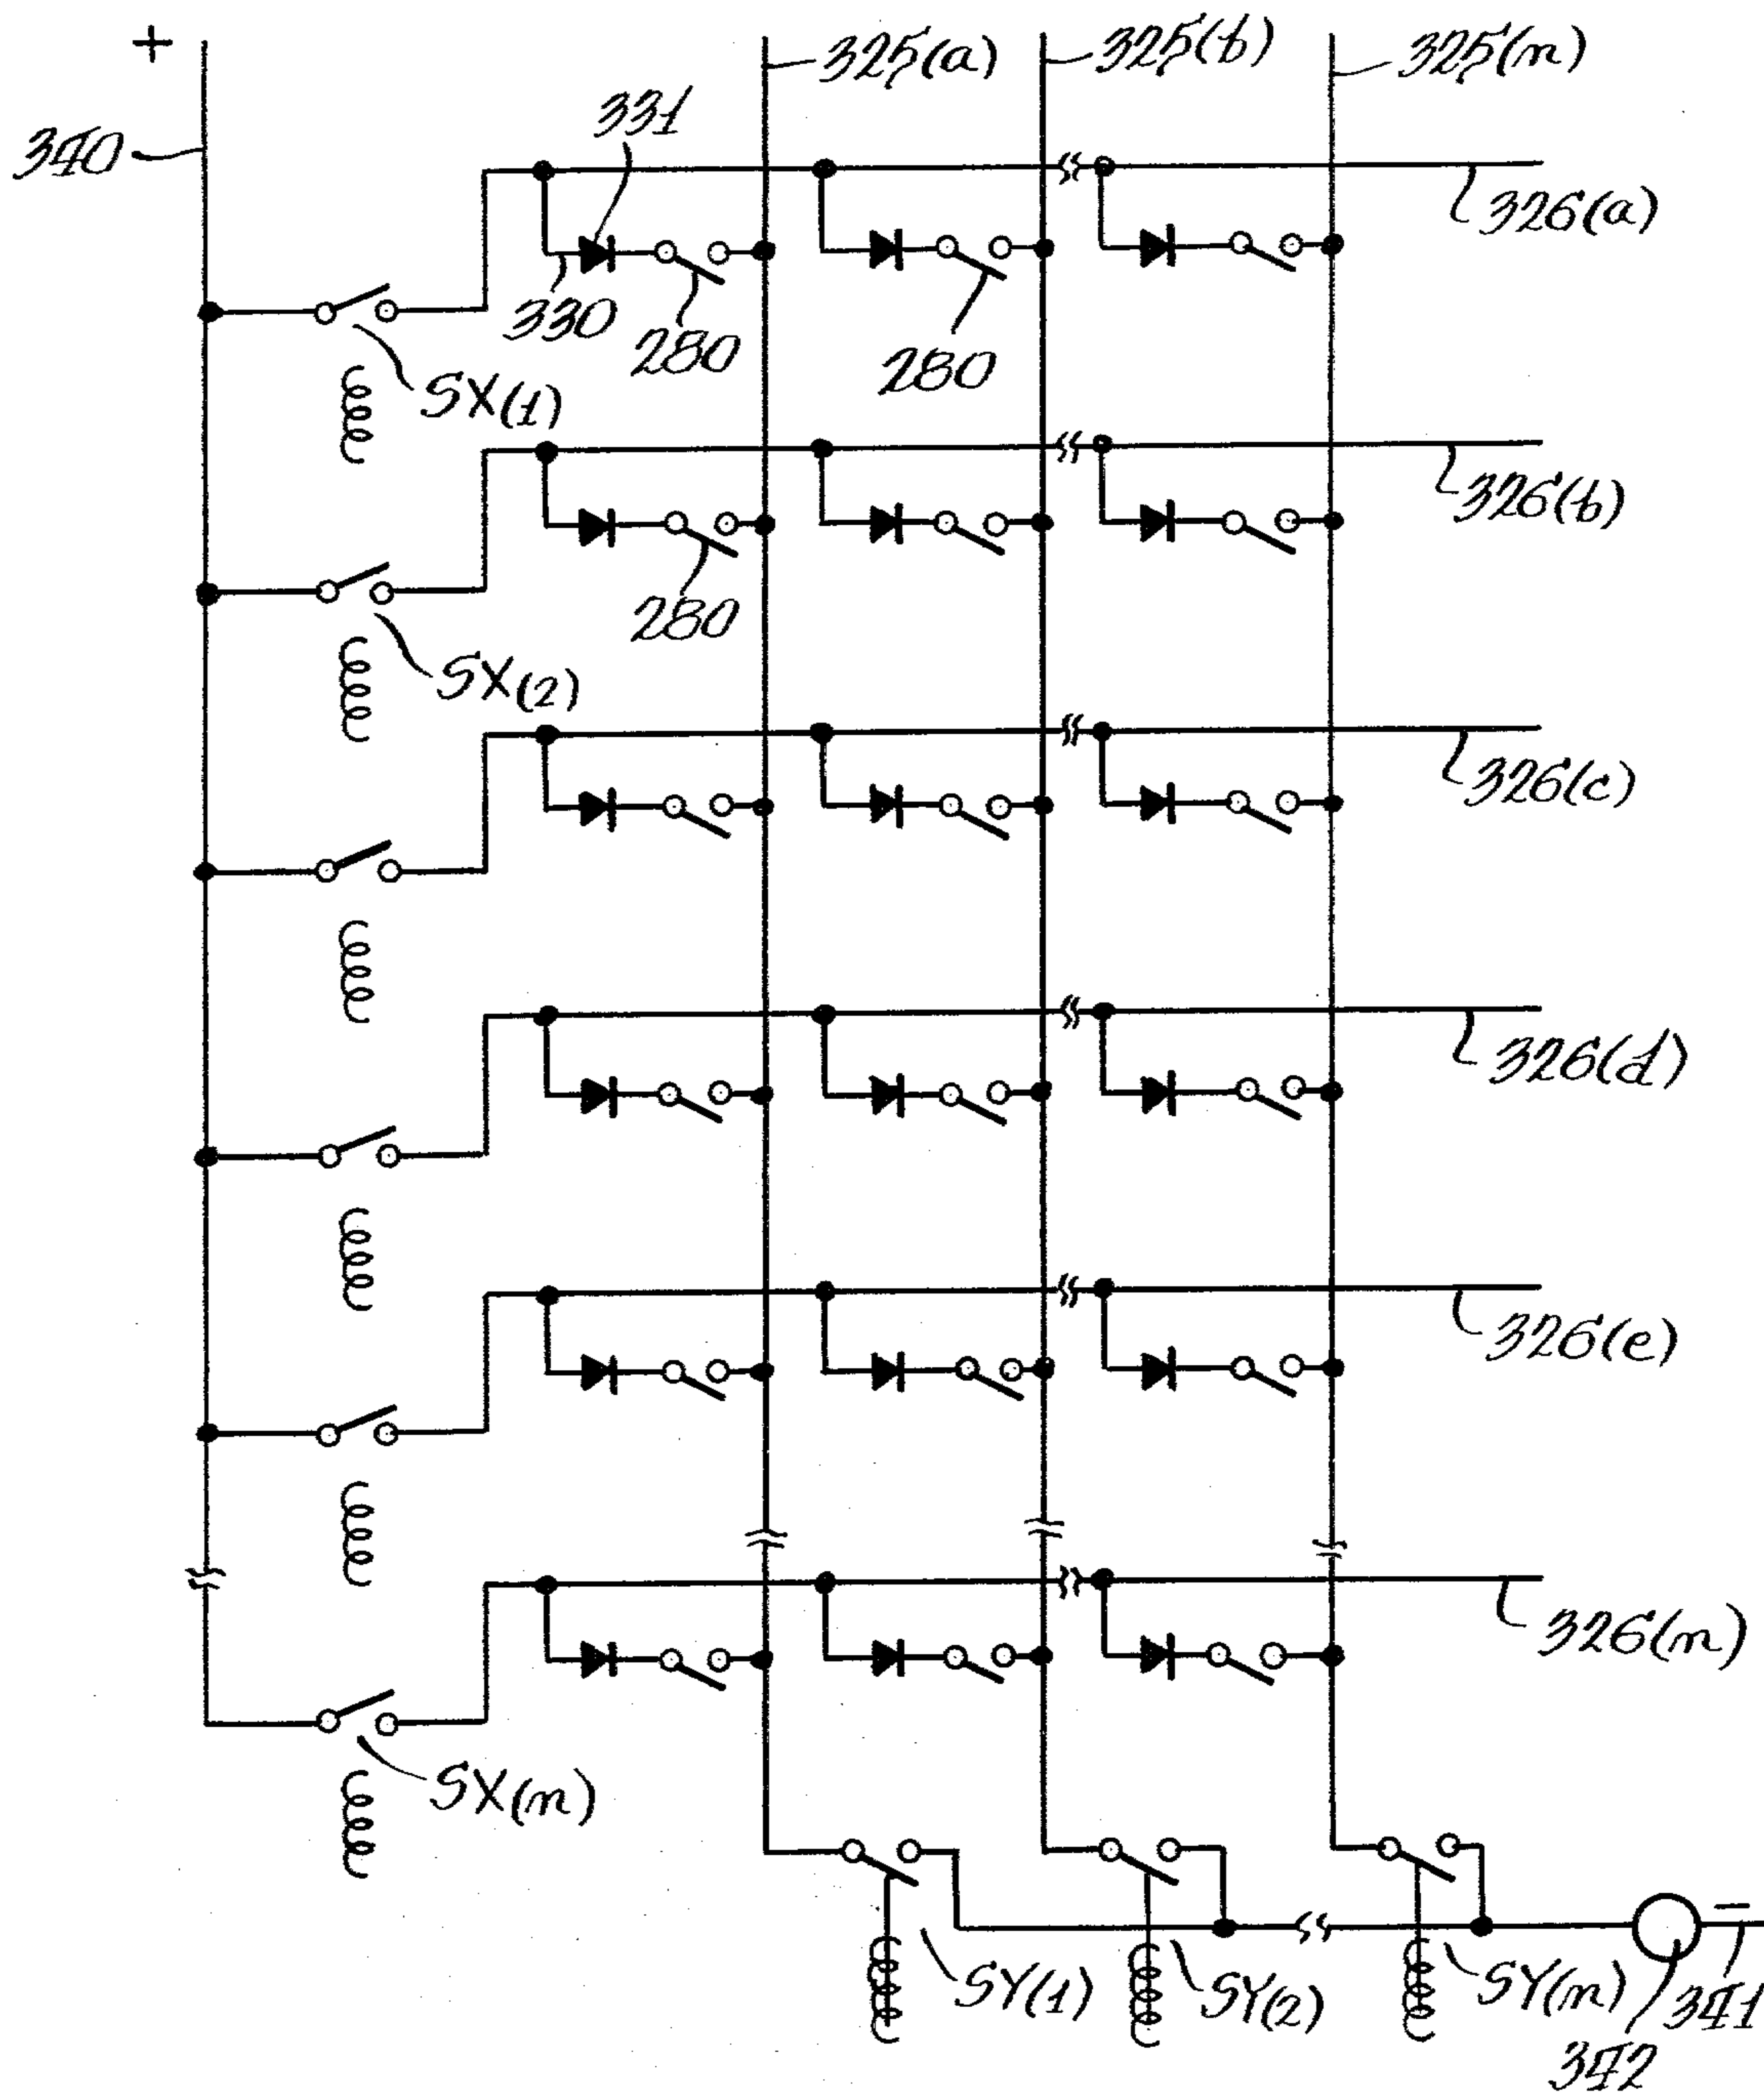 +
325(a)
325(b)
325(n)
331
340
326(a)
330
280
280
SX(1)
326(b)
280
SX(2)
326(c)
326(d)
326(e)
326(n)
SX(n)
−
SY(1)
SY(2)
SY(n)
341
342